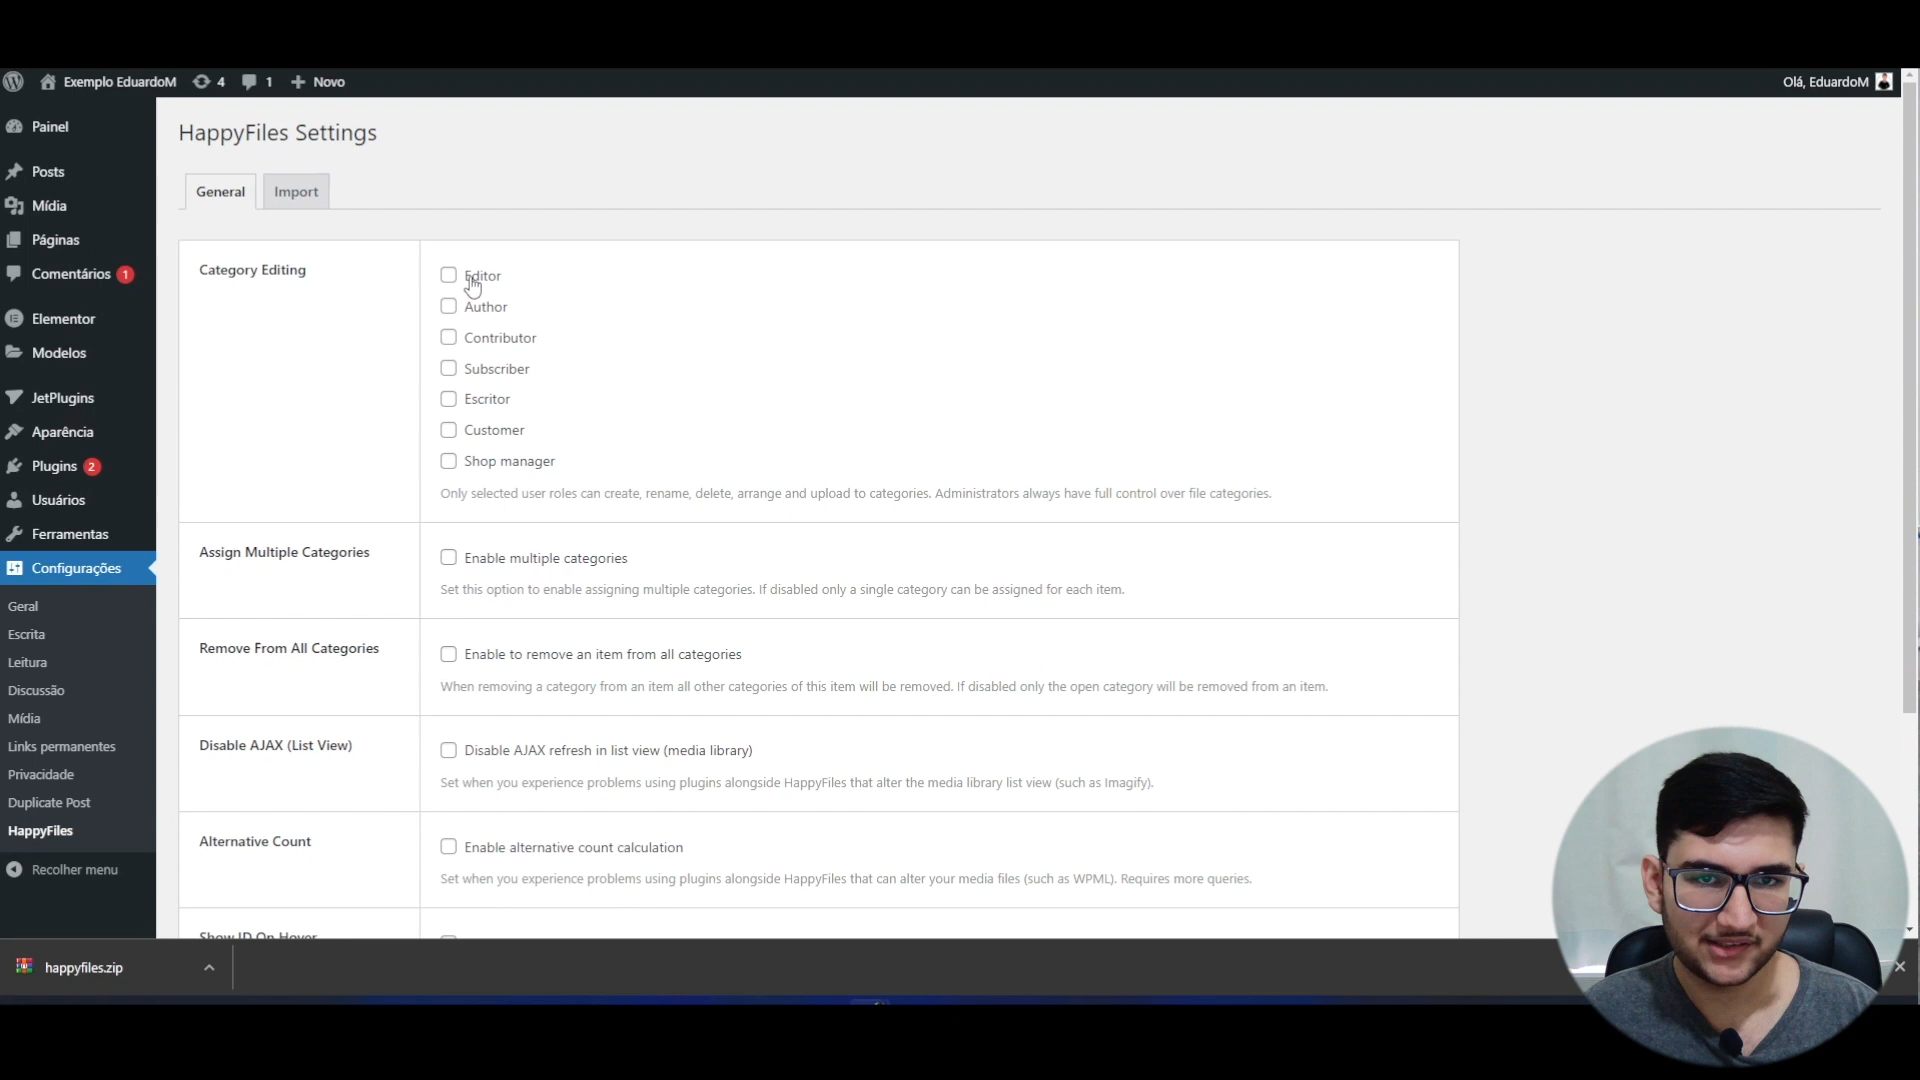 Exemplo EduardoM 4 1 Novo
Olá, EduardoM
Painel
Posts
Mídia
Páginas
Comentários 1
Elementor
Modelos
JetPlugins
Aparência
Plugins 2
Usuários
Ferramentas
Configurações
Geral
Escrita
Leitura
Discussão
Mídia
Links permanentes
Privacidade
Duplicate Post
HappyFiles
Recolher menu
HappyFiles Settings
General Import
Category Editing
Editor
Author
Contributor
Subscriber
Escritor
Customer
Shop manager
Only selected user roles can create, rename, delete, arrange and upload to categories. Administrators always have full control over file categories.
Assign Multiple Categories
Enable multiple categories
Set this option to enable assigning multiple categories. If disabled only a single category can be assigned for each item.
Remove From All Categories
Enable to remove an item from all categories
When removing a category from an item all other categories of this item will be removed. If disabled only the open category will be removed from an item.
Disable AJAX (List View)
Disable AJAX refresh in list view (media library)
Set when you experience problems using plugins alongside HappyFiles that alter the media library list view (such as Imagify).
Alternative Count
Enable alternative count calculation
Set when you experience problems using plugins alongside HappyFiles that can alter your media files (such as WPML). Requires more queries.
Show ID On Hover
happyfiles.zip